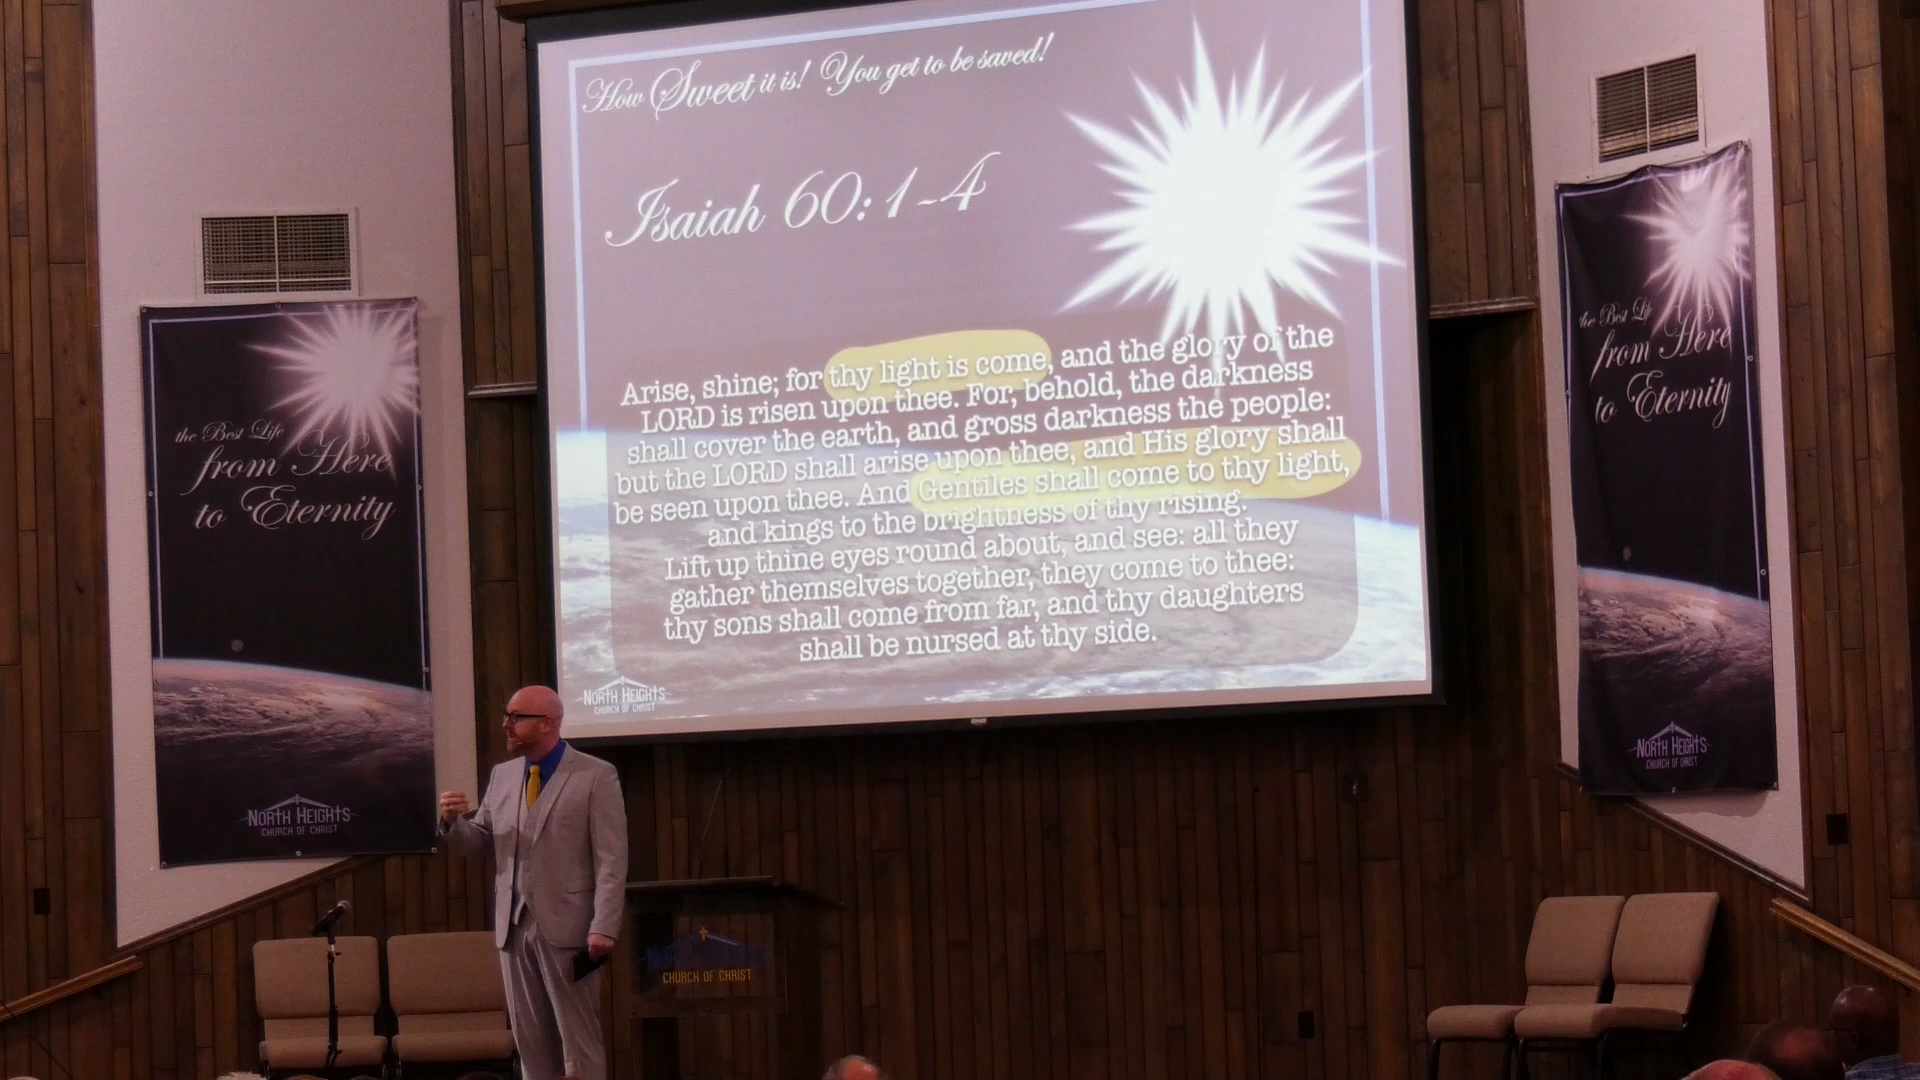 How Sweet it is! You get to be saved!
Isaiah 60:1-4
Arise, shine; for thy light is come, and the glory of the
LORD is risen upon thee. For, behold, the darkness
shall cover the earth, and gross darkness the people:
but the LORD shall arise upon thee, and His glory shall
be seen upon thee. And Gentiles shall come to thy light,
and kings to the brightness of thy rising.
Lift up thine eyes round about, and see: all they
gather themselves together, they come to thee:
thy sons shall come from far, and thy daughters
shall be nursed at thy side.
NORTH HEIGHTS
CHURCH OF CHRIST
the Best Life
from Here
to Eternity
NORTH HEIGHTS
CHURCH OF CHRIST
the Best Life
from Here
to Eternity
NORTH HEIGHTS
CHURCH OF CHRIST
CHURCH OF CHRIST